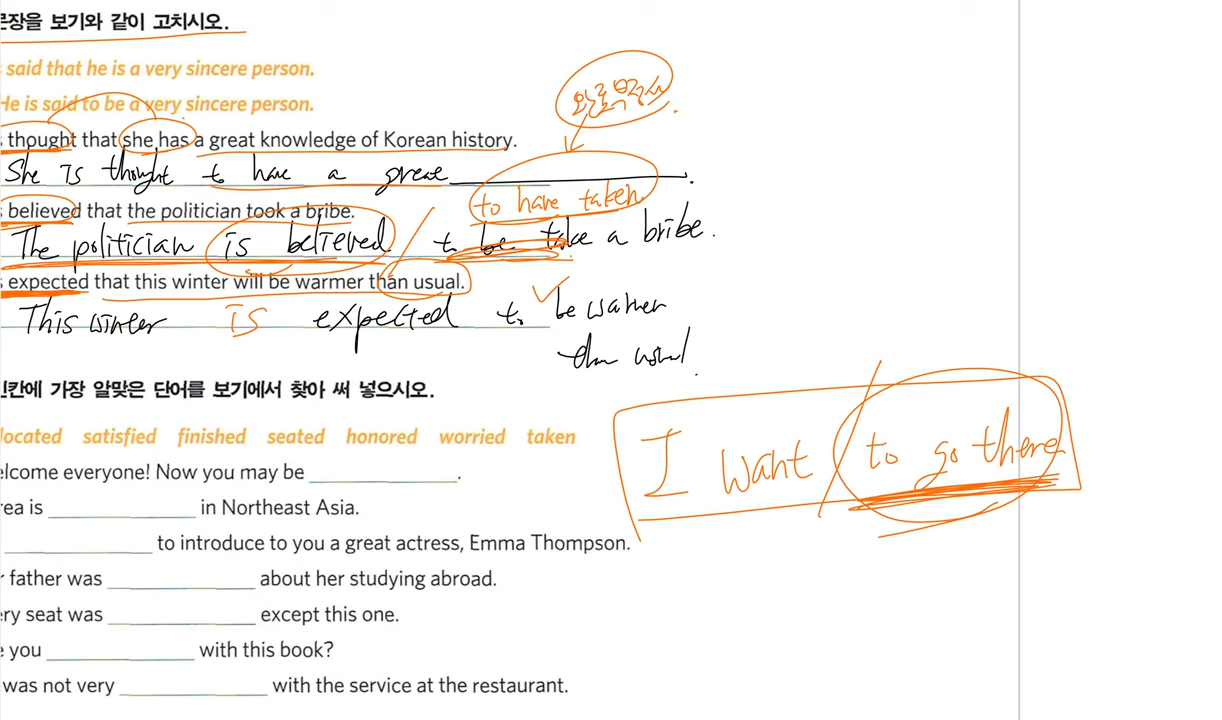 문장을 보기와 같이 고치시오.
said that he is a very sincere person.
He is said to be a very sincere person.
완료부정사
thought that she has a great knowledge of Korean history.
She is thought to have a great .
to have taken
believed that the politician took a bribe.
The politician is believed to be take a bribe.
expected that this winter will be warmer than usual.
This winter is expected to be warmer
than usual.
빈칸에 가장 알맞은 단어를 보기에서 찾아 써 넣으시오.
located satisfied finished seated honored worried taken
I want to go there
elcome everyone! Now you may be .
rea is in Northeast Asia.
to introduce to you a great actress, Emma Thompson.
r father was about her studying abroad.
ery seat was except this one.
e you with this book?
was not very with the service at the restaurant.